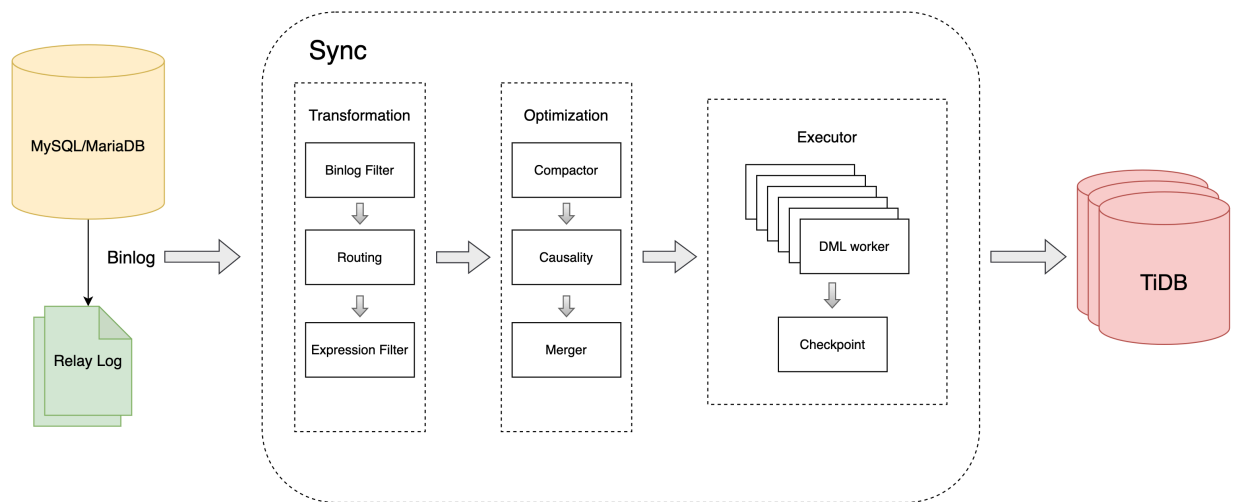 MySQL/MariaDB
Binlog
Relay Log
Sync
Transformation
Binlog Filter
Routing
Expression Filter
Optimization
Compactor
Causality
Merger
Executor
DML worker
Checkpoint
TiDB